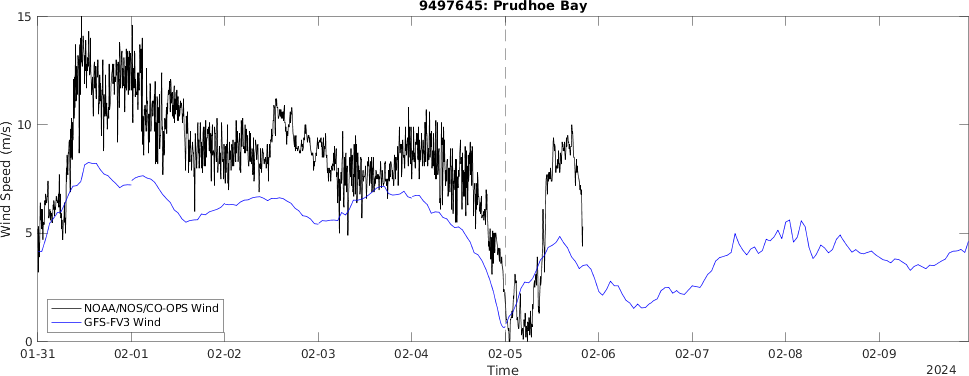 9497645: Prudhoe Bay
15
10
5
0
Wind Speed (m/s)
NOAA/NOS/CO-OPS Wind
GFS-FV3 Wind
01-31 02-01 02-02 02-03 02-04 02-05 02-06 02-07 02-08 02-09
Time
2024